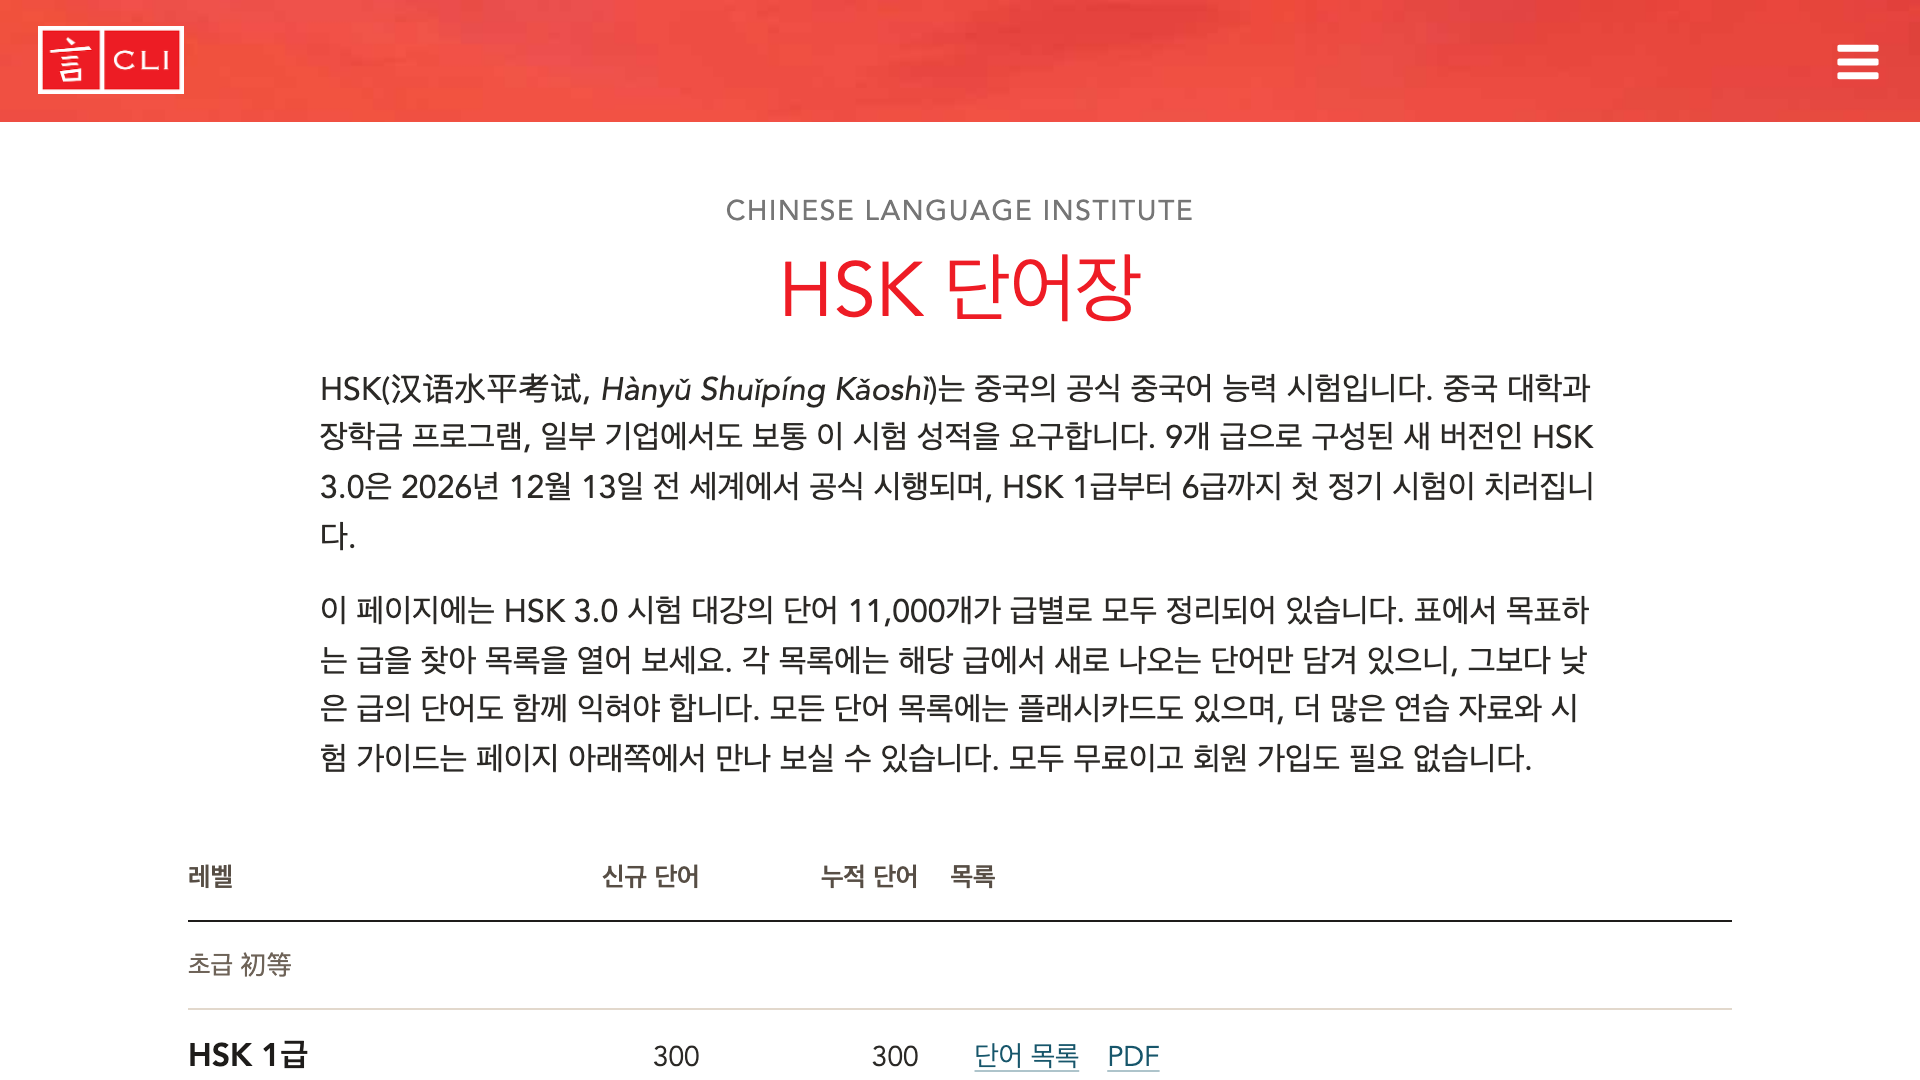 言 CLI
CHINESE LANGUAGE INSTITUTE
HSK 단어장
HSK(汉语水平考试, Hànyǔ Shuǐpíng Kǎoshì)는 중국의 공식 중국어 능력 시험입니다. 중국 대학과
장학금 프로그램, 일부 기업에서도 보통 이 시험 성적을 요구합니다. 9개 급으로 구성된 새 버전인 HSK
3.0은 2026년 12월 13일 전 세계에서 공식 시행되며, HSK 1급부터 6급까지 첫 정기 시험이 치러집니
다.
이 페이지에는 HSK 3.0 시험 대강의 단어 11,000개가 급별로 모두 정리되어 있습니다. 표에서 목표하
는 급을 찾아 목록을 열어 보세요. 각 목록에는 해당 급에서 새로 나오는 단어만 담겨 있으니, 그보다 낮
은 급의 단어도 함께 익혀야 합니다. 모든 단어 목록에는 플래시카드도 있으며, 더 많은 연습 자료와 시
험 가이드는 페이지 아래쪽에서 만나 보실 수 있습니다. 모두 무료이고 회원 가입도 필요 없습니다.
레벨 신규 단어 누적 단어 목록
초급 初等
HSK 1급 300 300 단어 목록 PDF